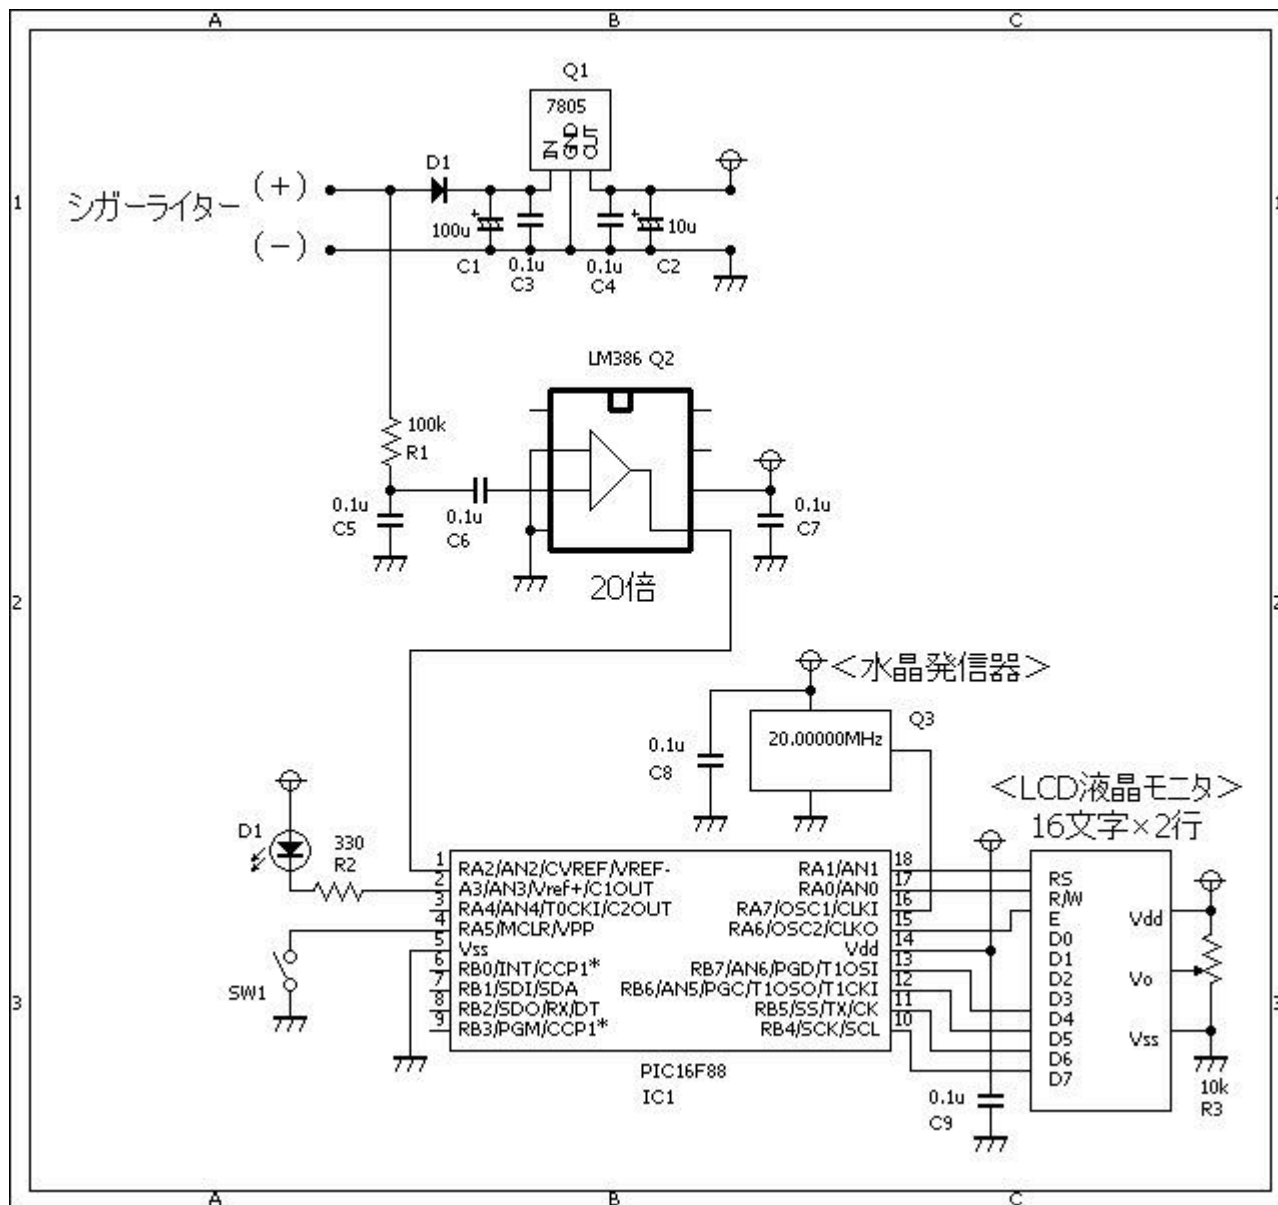 A B C
Q1
7805
IN GND OUT
D1
1 シガーライター (+) 1
(-)
100u 10u
C1 0.1u 0.1u C2
C3 C4
LM386 Q2
100k
R1
0.1u 0.1u 0.1u
C5 C6 C7
20倍
2 2
<水晶発信器>
Q3
20.00000MHz
0.1u
C8
<LCD液晶モニタ>
16文字×2行
D1 330
R2
1 RA2/AN2/CVREF/VREF- RA1/AN1 18
2 A3/AN3/Vref+/C1OUT RA0/AN0 17
3 RA4/AN4/T0CKI/C2OUT RA7/OSC1/CLKI 16
4 RA5/MCLR/VPP RA6/OSC2/CLKO 15
5 Vss Vdd 14
6 RB0/INT/CCP1* RB7/AN6/PGD/T1OSI 13
7 RB1/SDI/SDA RB6/AN5/PGC/T1OSO/T1CKI 12
8 RB2/SDO/RX/DT RB5/SS/TX/CK 11
9 RB3/PGM/CCP1* RB4/SCK/SCL 10
RS
R/W
E Vdd
D0
D1
D2 Vo
D3
D4
D5 Vss
D6
D7
SW1
3 3
PIC16F88
IC1
0.1u
C9
10k
R3
A B C